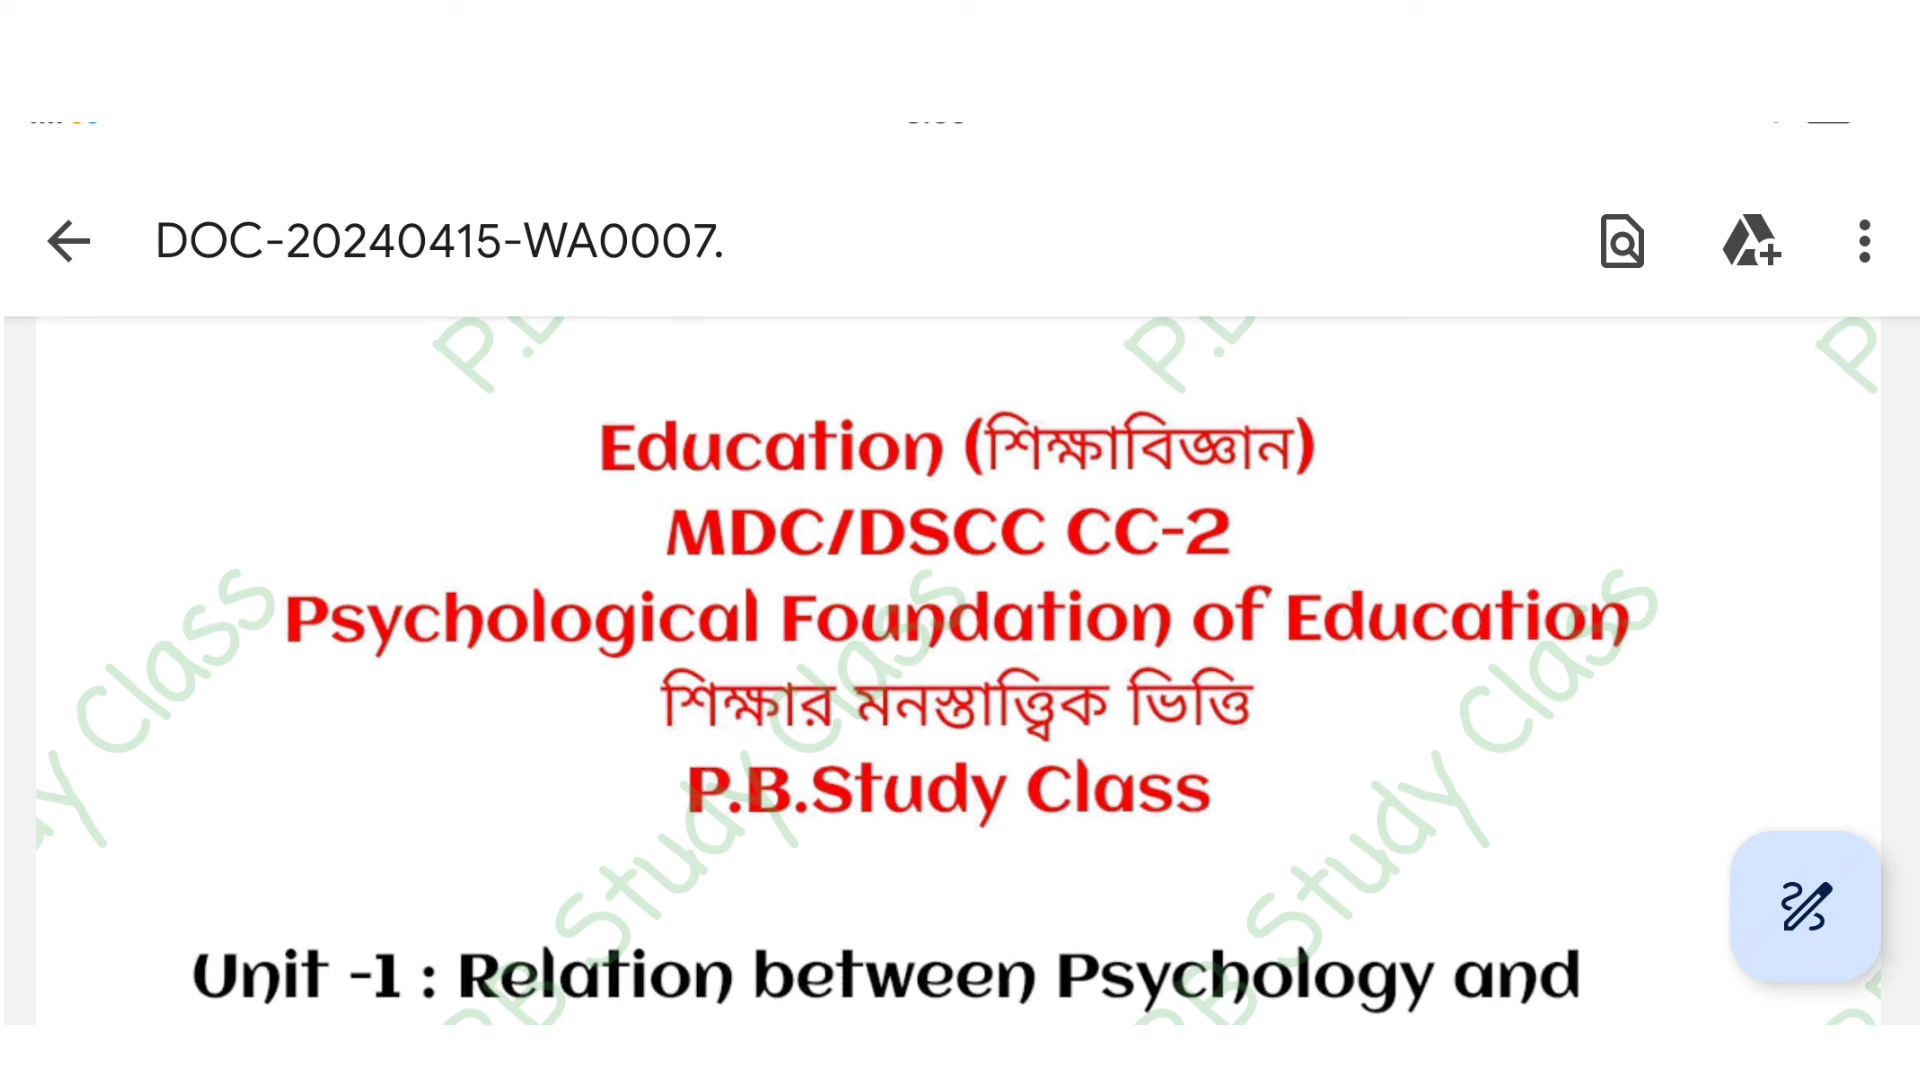 DOC-20240415-WA0007.
Education (শিক্ষাবিজ্ঞান)
MDC/DSCC CC-2
Psychological Foundation of Education
শিক্ষার মনস্তাত্ত্বিক ভিত্তি
P.B.Study Class
Unit -1 : Relation between Psychology and